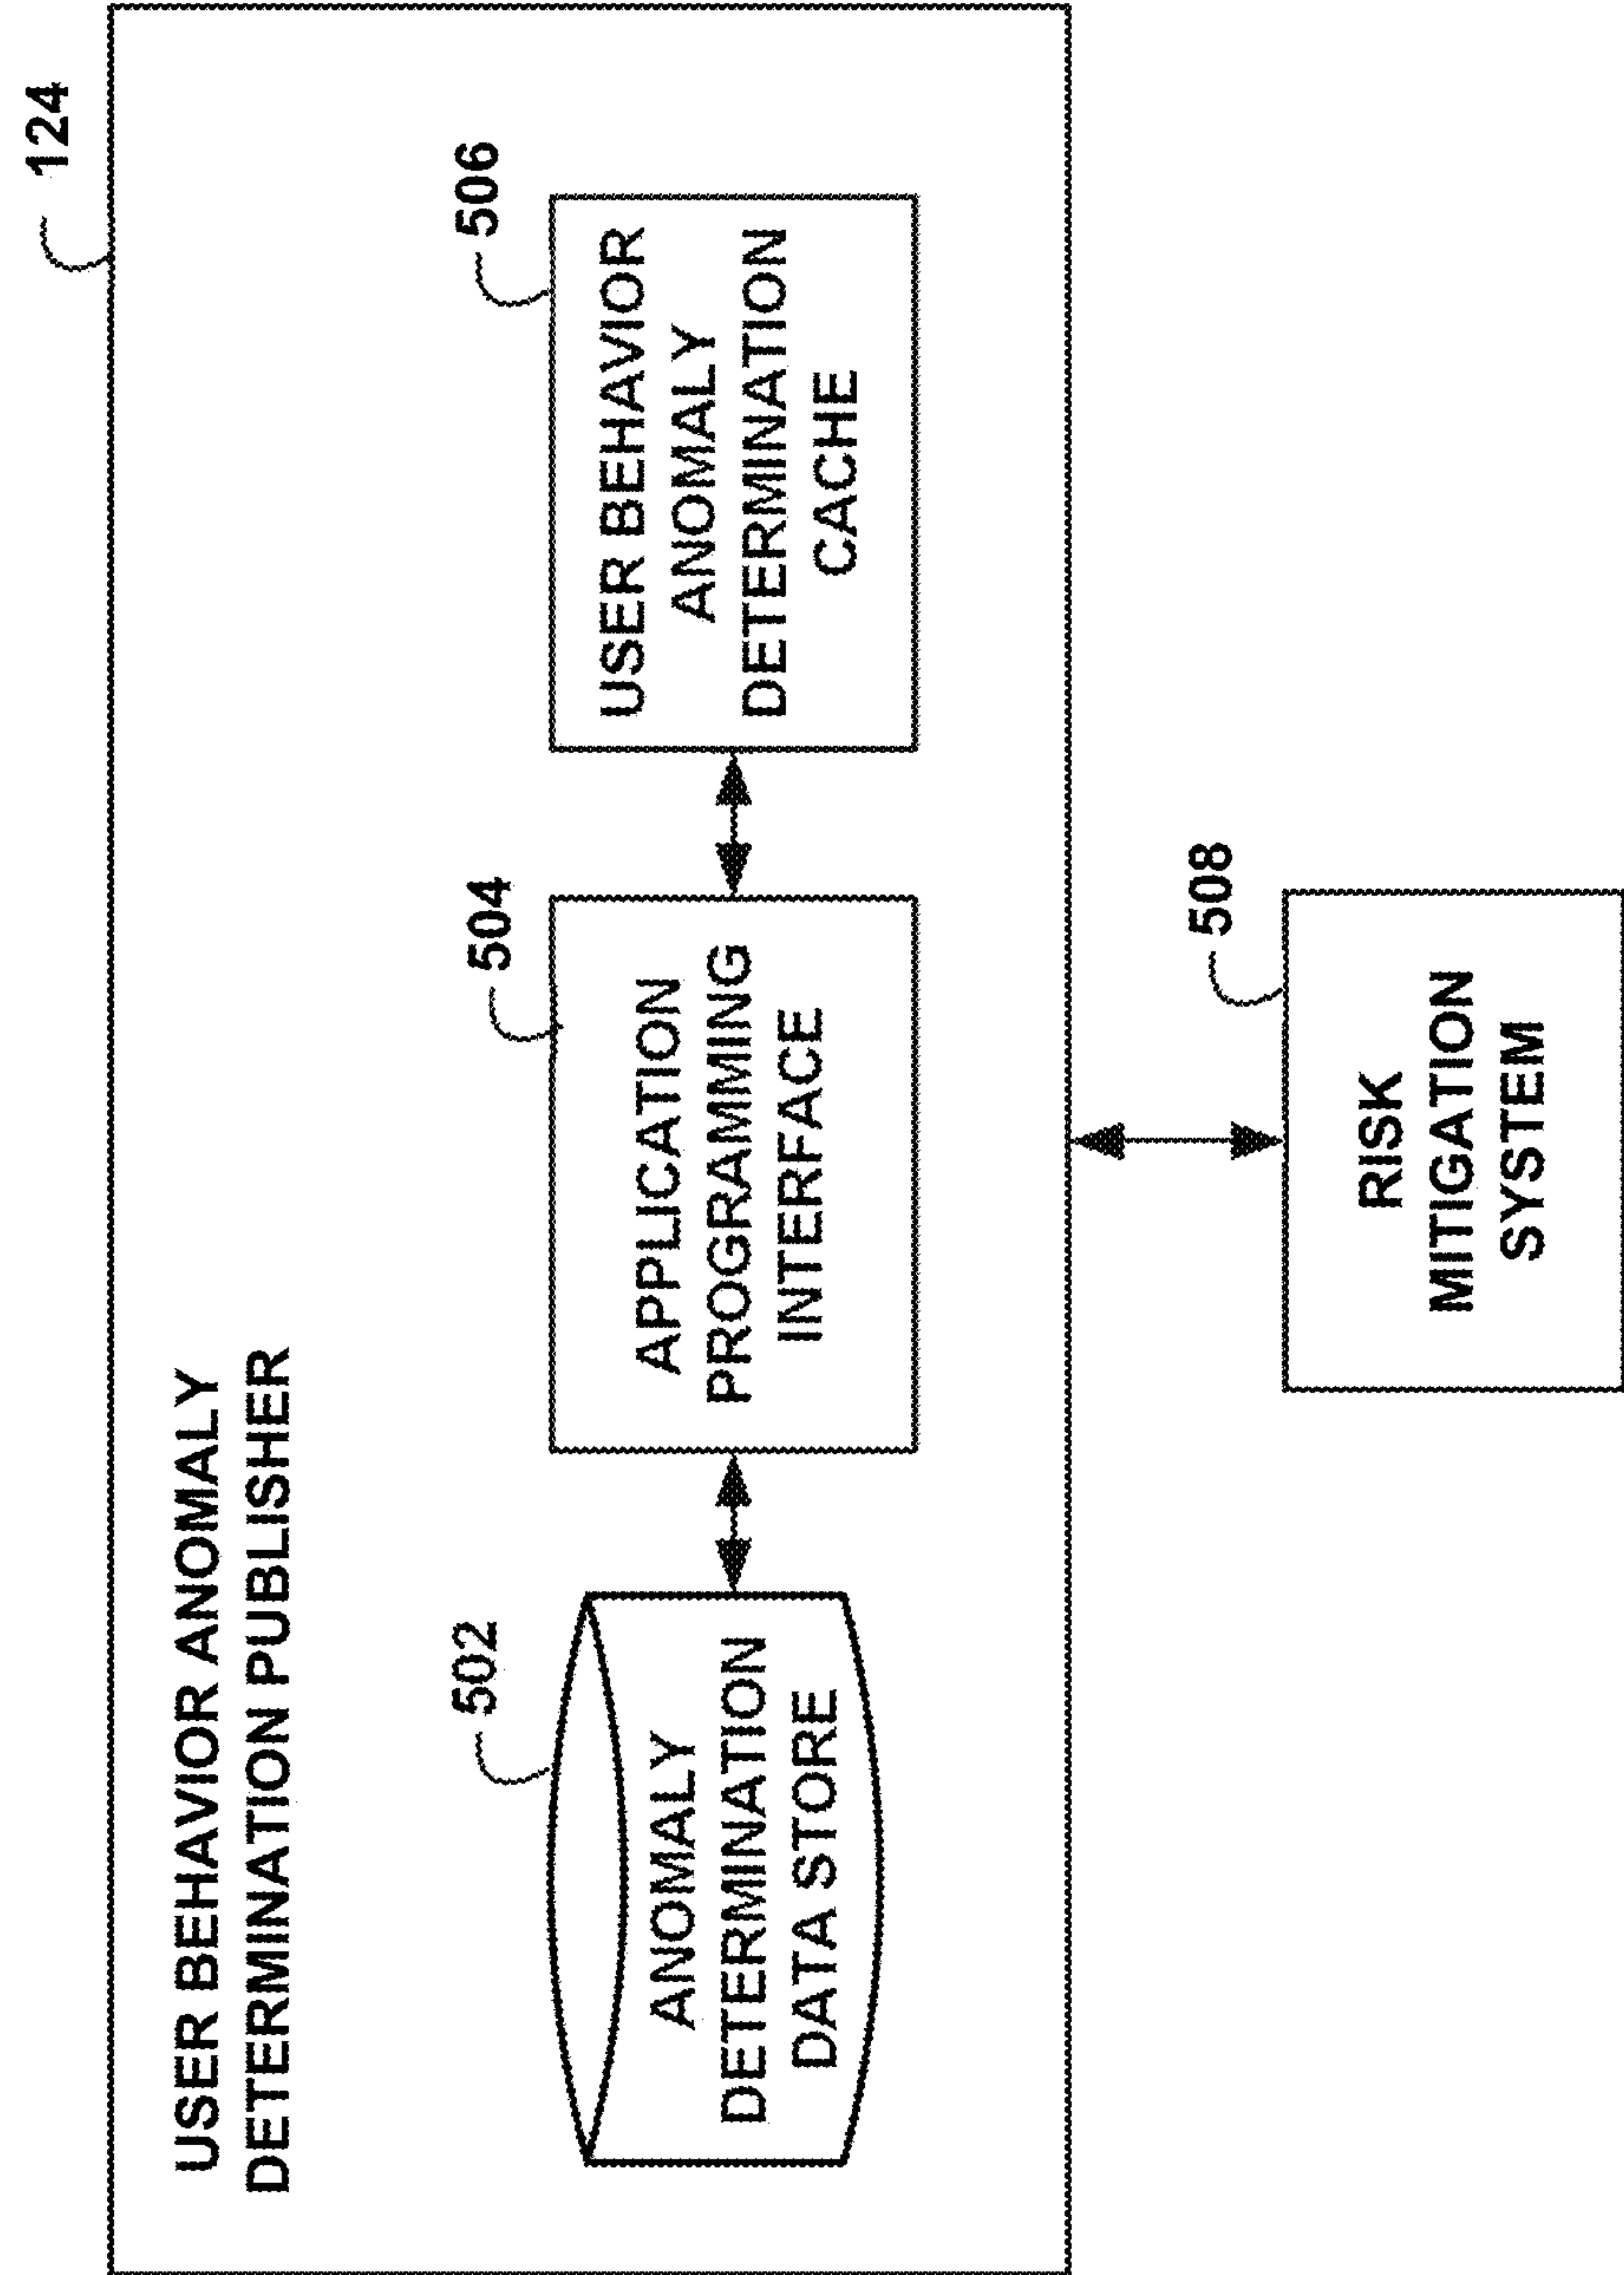 124
USER BEHAVIOR ANOMALY
DETERMINATION PUBLISHER
502
ANOMALY
DETERMINATION
DATA STORE
504
APPLICATION
PROGRAMMING
INTERFACE
506
USER BEHAVIOR
ANOMALY
DETERMINATION
CACHE
508
RISK
MITIGATION
SYSTEM